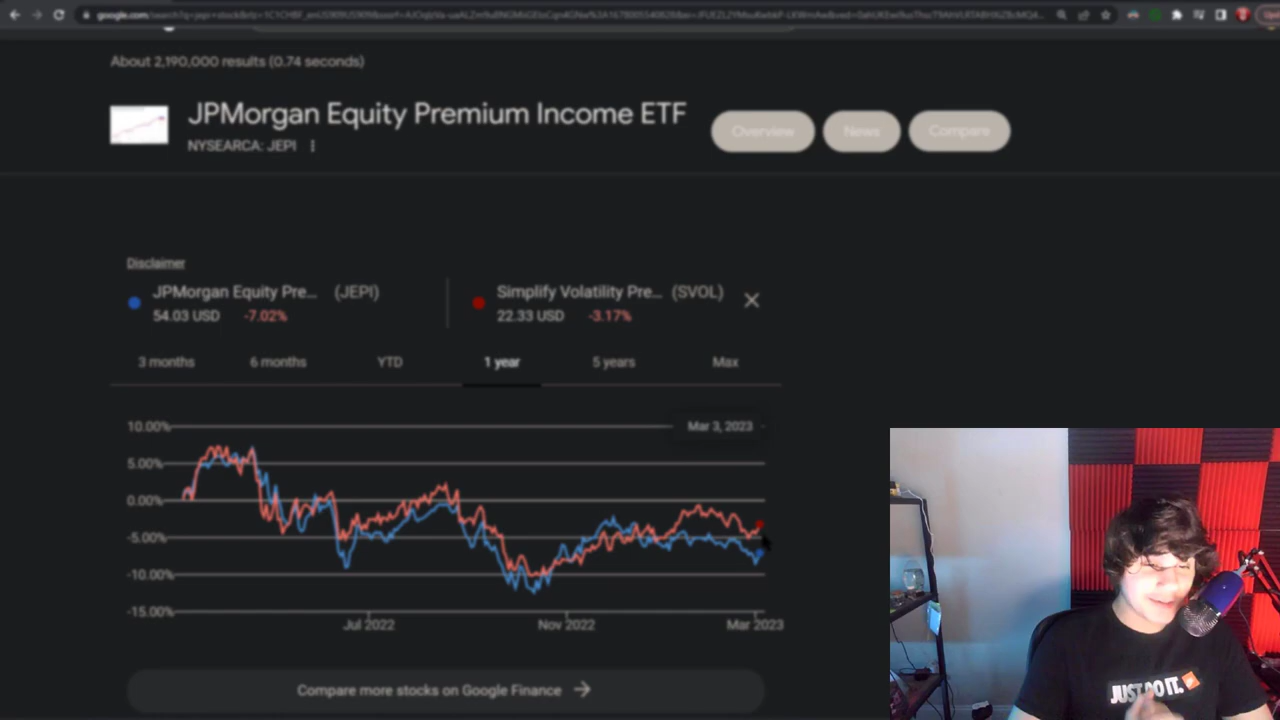 About 2,190,000 results (0.74 seconds)
JPMorgan Equity Premium Income ETF
NYSEARCA: JEPI
Overview
News
Compare
Disclaimer
JPMorgan Equity Pre... (JEPI)
54.03 USD -7.02%
Simplify Volatility Pre... (SVOL)
22.33 USD -3.17%
3 months 6 months YTD 1 year 5 years Max
10.00%
Mar 3, 2023
5.00%
0.00%
-5.00%
-10.00%
-15.00%
Jul 2022 Nov 2022 Mar 2023
Compare more stocks on Google Finance
JUST DO IT.